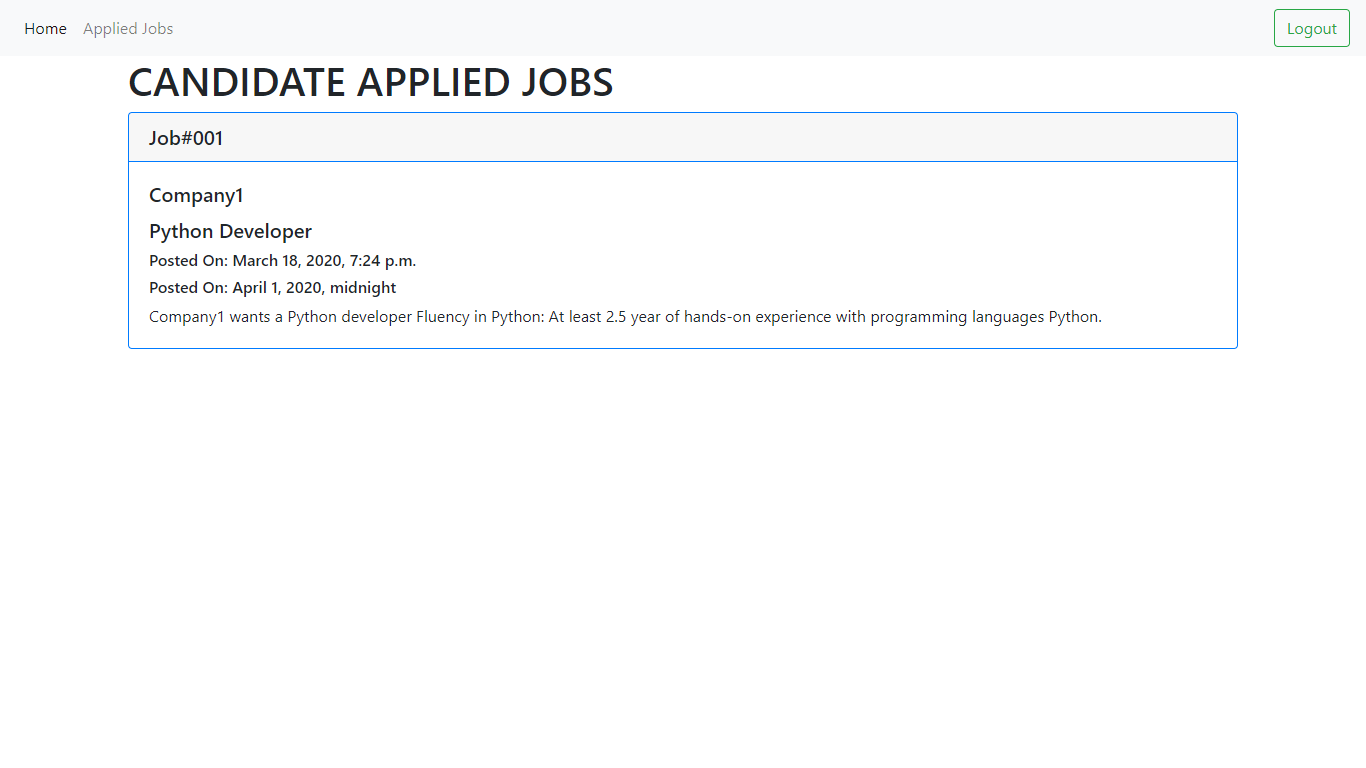 Home Applied Jobs Logout
CANDIDATE APPLIED JOBS
Job#001
Company1
Python Developer
Posted On: March 18, 2020, 7:24 p.m.
Posted On: April 1, 2020, midnight
Company1 wants a Python developer Fluency in Python: At least 2.5 year of hands-on experience with programming languages Python.